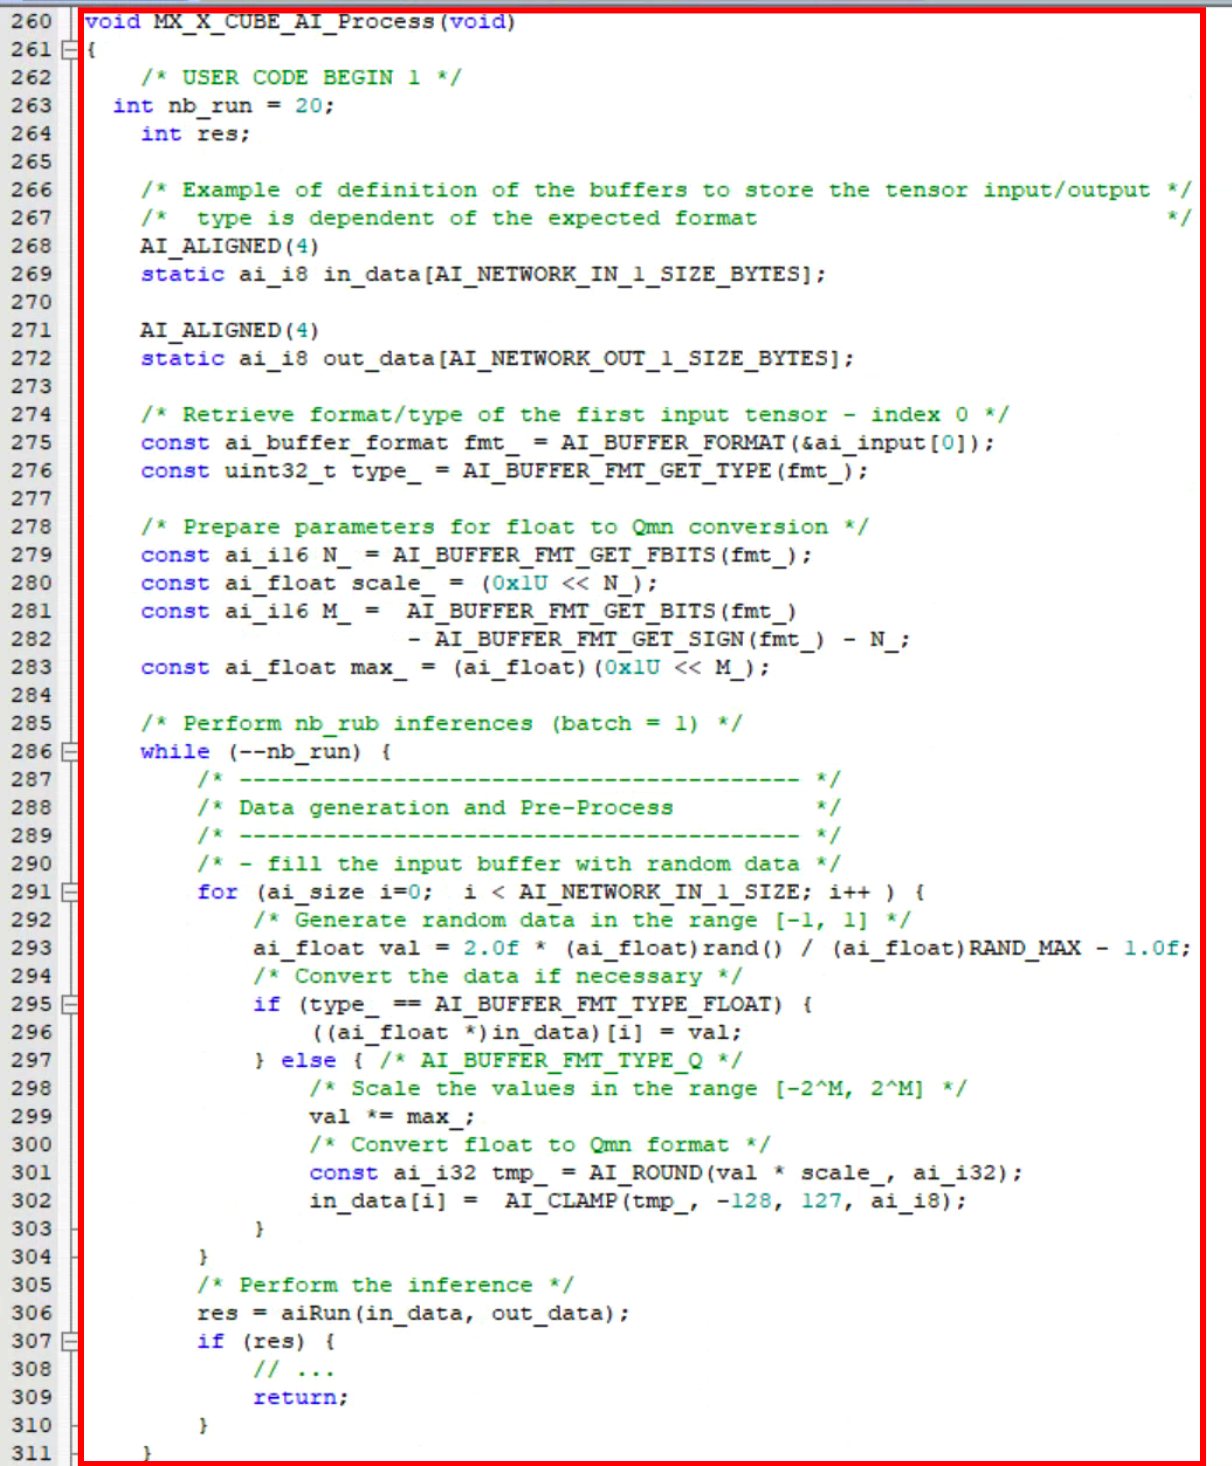 260 void MX_X_CUBE_AI_Process(void)
261 {
262     /* USER CODE BEGIN 1 */
263   int nb_run = 20;
264     int res;
265
266     /* Example of definition of the buffers to store the tensor input/output */
267     /*  type is dependent of the expected format                             */
268     AI_ALIGNED(4)
269     static ai_i8 in_data[AI_NETWORK_IN_1_SIZE_BYTES];
270
271     AI_ALIGNED(4)
272     static ai_i8 out_data[AI_NETWORK_OUT_1_SIZE_BYTES];
273
274     /* Retrieve format/type of the first input tensor - index 0 */
275     const ai_buffer_format fmt_ = AI_BUFFER_FORMAT(&ai_input[0]);
276     const uint32_t type_ = AI_BUFFER_FMT_GET_TYPE(fmt_);
277
278     /* Prepare parameters for float to Qmn conversion */
279     const ai_i16 N_ = AI_BUFFER_FMT_GET_FBITS(fmt_);
280     const ai_float scale_ = (0x1U << N_);
281     const ai_i16 M_ =  AI_BUFFER_FMT_GET_BITS(fmt_)
282                        - AI_BUFFER_FMT_GET_SIGN(fmt_) - N_;
283     const ai_float max_ = (ai_float)(0x1U << M_);
284
285     /* Perform nb_rub inferences (batch = 1) */
286     while (--nb_run) {
287         /* ---------------------------------------- */
288         /* Data generation and Pre-Process          */
289         /* ---------------------------------------- */
290         /* - fill the input buffer with random data */
291         for (ai_size i=0;  i < AI_NETWORK_IN_1_SIZE; i++ ) {
292             /* Generate random data in the range [-1, 1] */
293             ai_float val = 2.0f * (ai_float)rand() / (ai_float)RAND_MAX - 1.0f;
294             /* Convert the data if necessary */
295             if (type_ == AI_BUFFER_FMT_TYPE_FLOAT) {
296                 ((ai_float *)in_data)[i] = val;
297             } else { /* AI_BUFFER_FMT_TYPE_Q */
298                 /* Scale the values in the range [-2^M, 2^M] */
299                 val *= max_;
300                 /* Convert float to Qmn format */
301                 const ai_i32 tmp_ = AI_ROUND(val * scale_, ai_i32);
302                 in_data[i] =  AI_CLAMP(tmp_, -128, 127, ai_i8);
303             }
304         }
305         /* Perform the inference */
306         res = aiRun(in_data, out_data);
307         if (res) {
308             // ...
309             return;
310         }
311     }